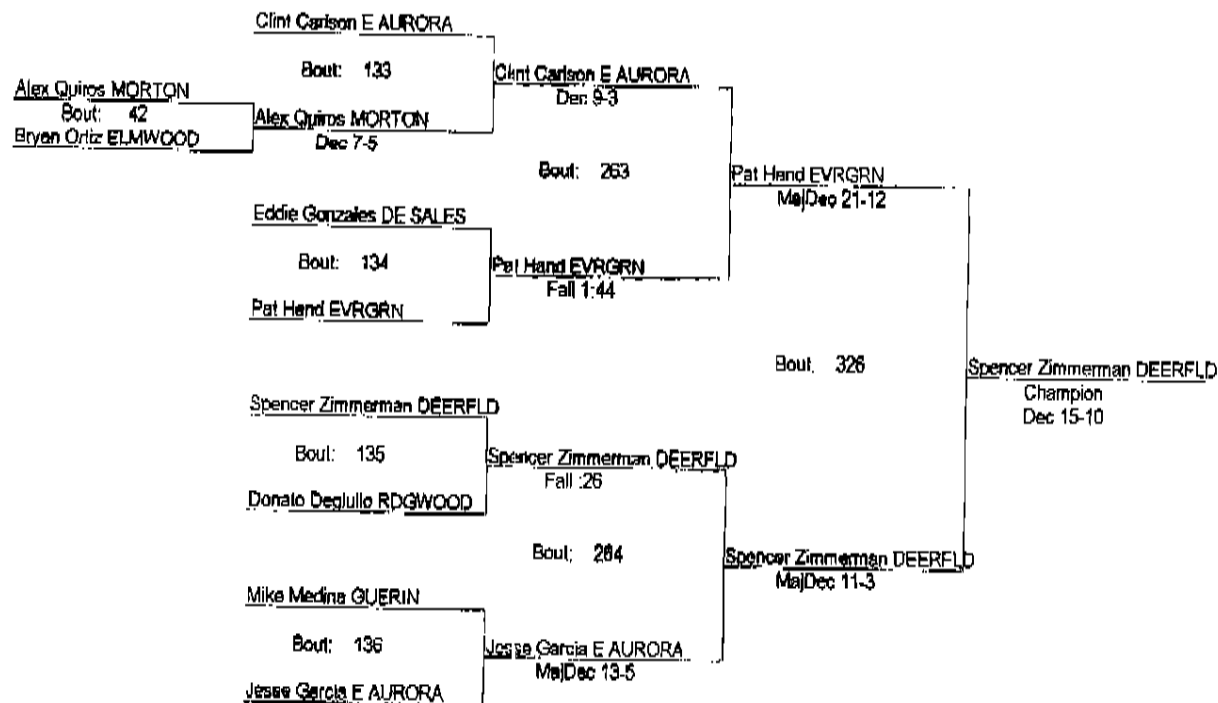 Clint Carlson E AURORA
Bout: 133
Clint Carlson E AURORA
Dec 9-3
Alex Quiros MORTON
Bout: 42
Bryan Ortiz ELMWOOD
Alex Quiros MORTON
Dec 7-5
Bout: 263
Pat Hand EVRGRN
MajDec 21-12
Eddie Gonzales DE SALES
Bout: 134
Pat Hand EVRGRN
Fall 1:44
Pat Hand EVRGRN
Bout: 326
Spencer Zimmerman DEERFLD
Champion
Dec 15-10
Spencer Zimmerman DEERFLD
Bout: 135
Spencer Zimmerman DEERFLD
Fall :26
Donato Degiulio RDGWOOD
Bout: 264
Spencer Zimmerman DEERFLD
MajDec 11-3
Mike Medina GUERIN
Bout: 136
Jesse Garcia E AURORA
MajDec 13-5
Jesse Garcia E AURORA